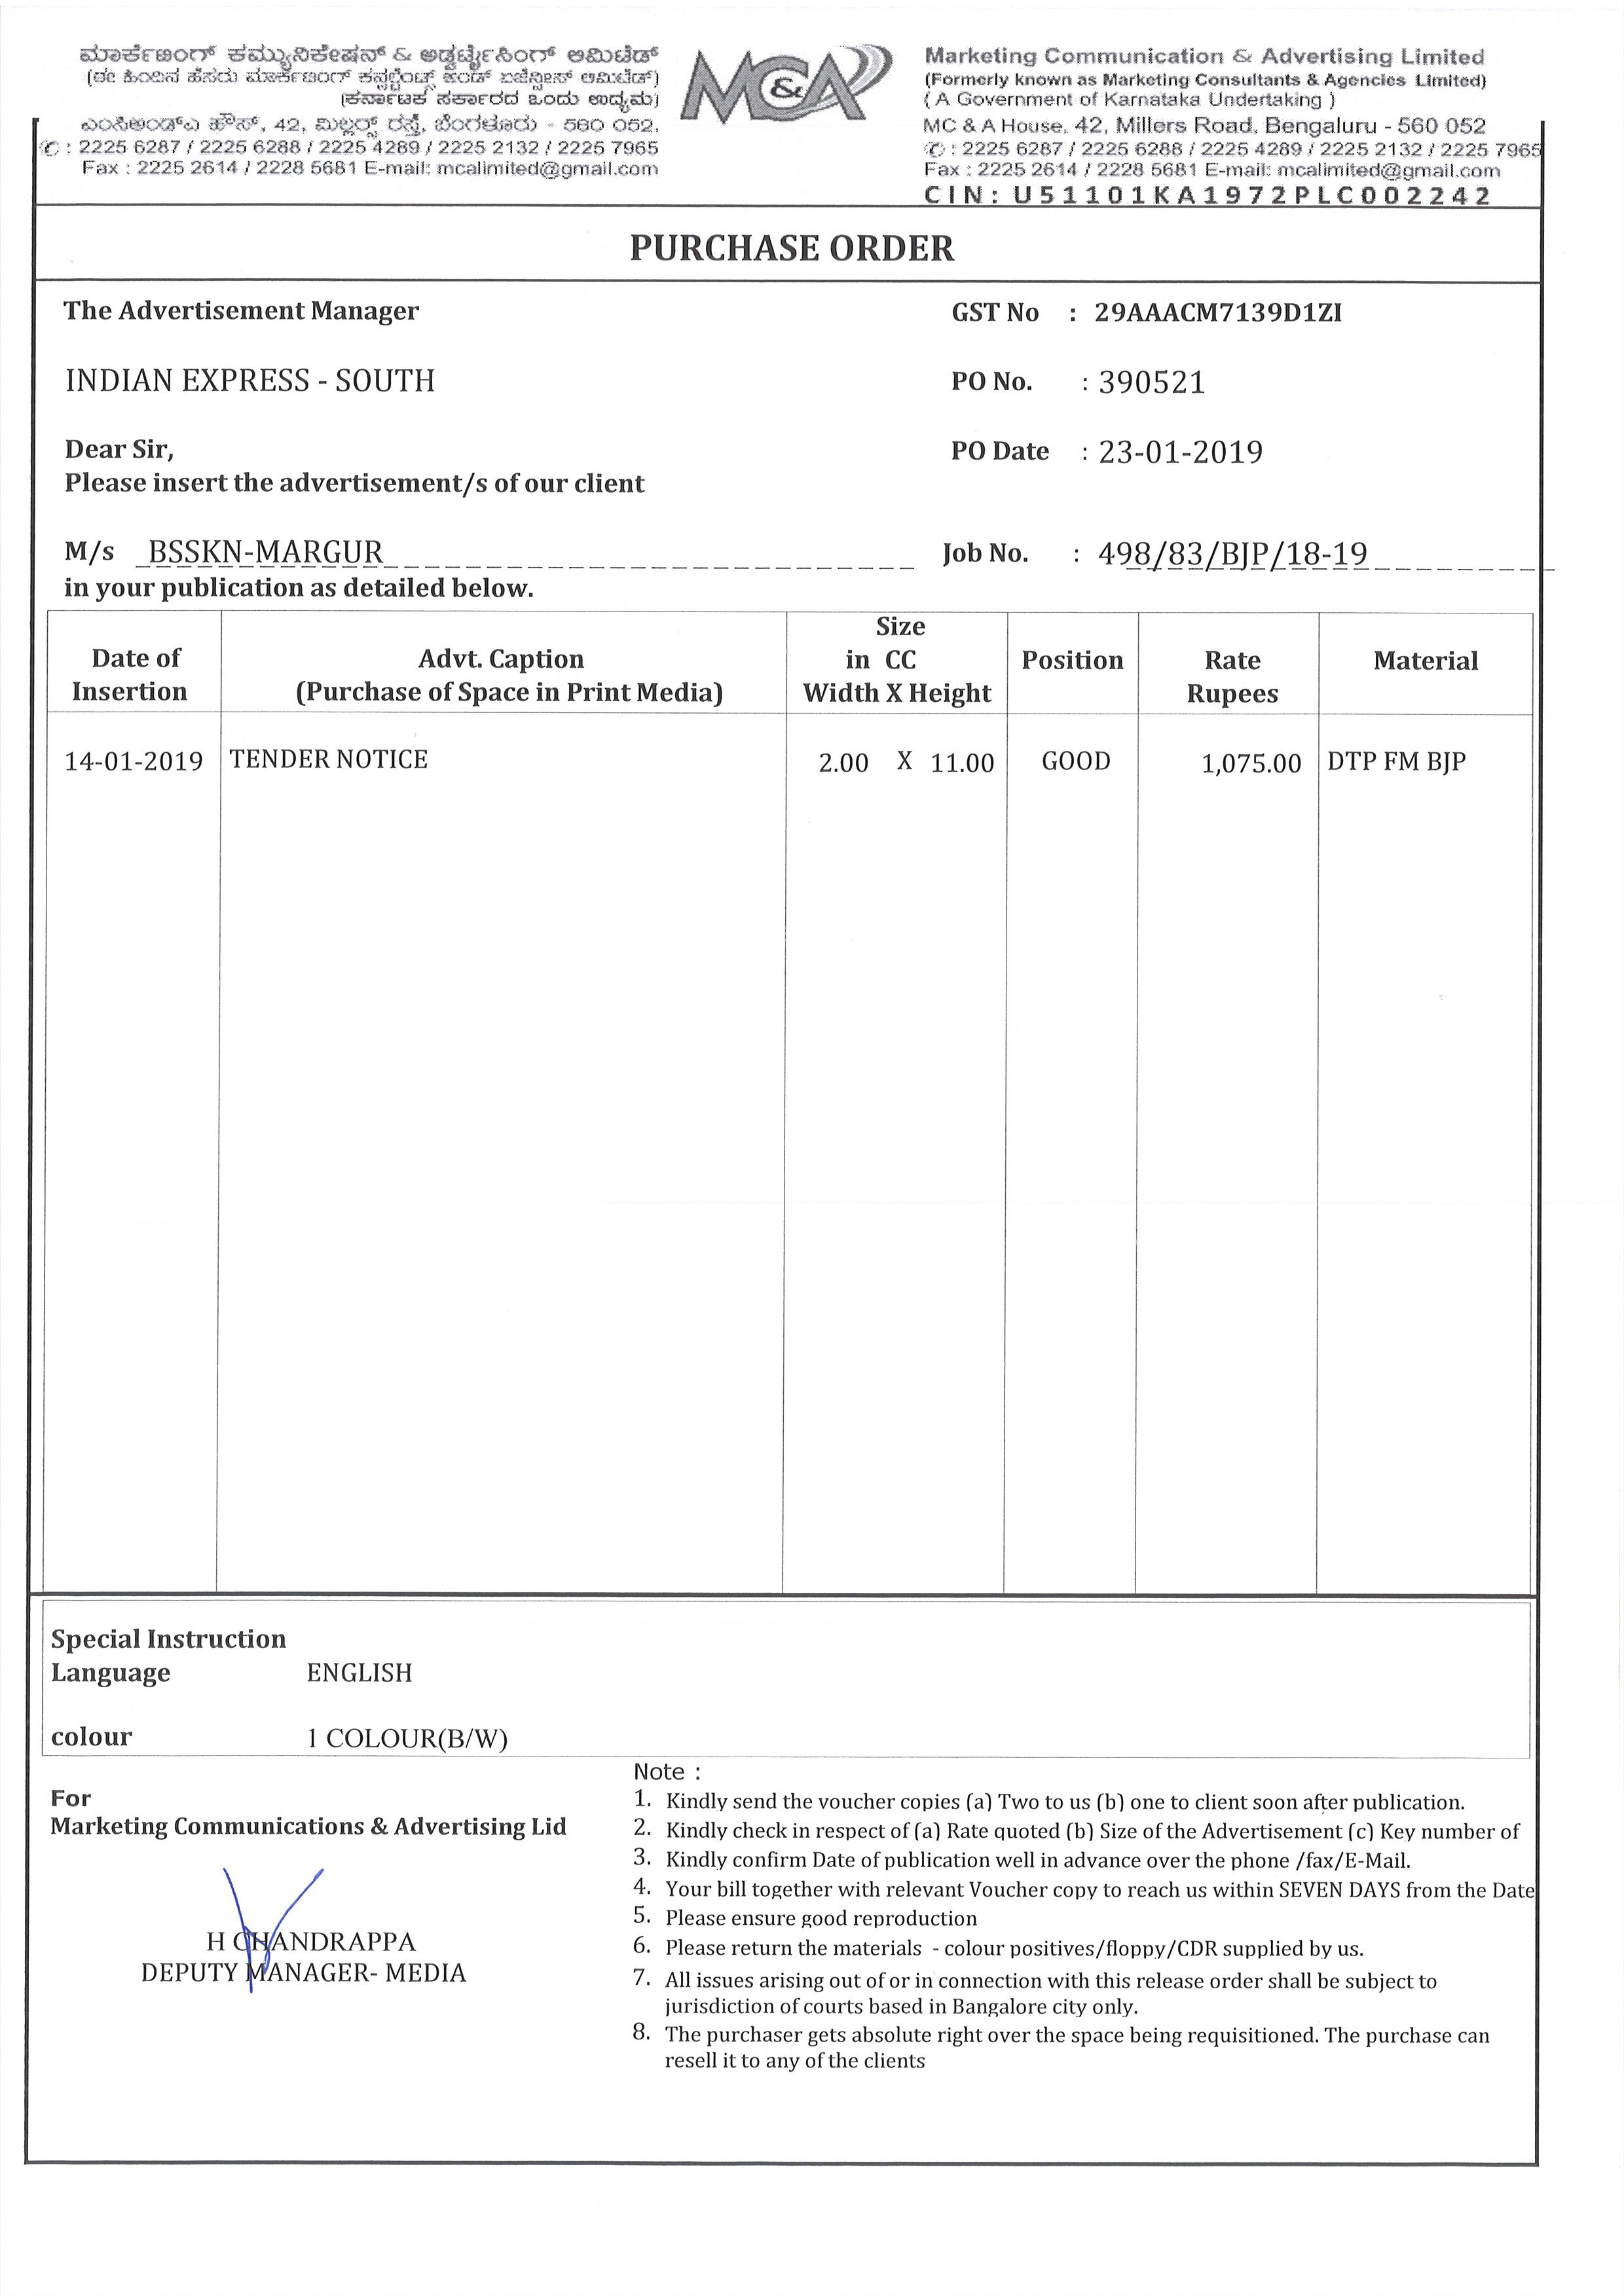 ಮಾರ್ಕೆಟಿಂಗ್ ಕಮ್ಯುನಿಕೇಷನ್ & ಅಡ್ವರ್ಟೈಸಿಂಗ್ ಲಿಮಿಟೆಡ್
(ಈ ಹಿಂದಿನ ಹೆಸರು ಮಾರ್ಕೆಟಿಂಗ್ ಕನ್ಸಲ್ಟೆಂಟ್ಸ್ ಅಂಡ್ ಏಜೆನ್ಸೀಸ್ ಲಿಮಿಟೆಡ್)
(ಕರ್ನಾಟಕ ಸರ್ಕಾರದ ಒಂದು ಉದ್ಯಮ)
ಎಂಸಿಅಂಡ್ಎ ಹೌಸ್, 42, ಮಿಲ್ಲರ್ಸ್ ರಸ್ತೆ, ಬೆಂಗಳೂರು - 560 052.
✆ : 2225 6287 / 2225 6288 / 2225 4289 / 2225 2132 / 2225 7965
Fax : 2225 2614 / 2228 5681 E-mail: mcalimited@gmail.com
MC&A
Marketing Communication & Advertising Limited
(Formerly known as Marketing Consultants & Agencies Limited)
( A Government of Karnataka Undertaking )
MC & A House, 42, Millers Road, Bengaluru - 560 052
✆ : 2225 6287 / 2225 6288 / 2225 4289 / 2225 2132 / 2225 7965
Fax : 2225 2614 / 2228 5681 E-mail: mcalimited@gmail.com
CIN: U51101KA1972PLC002242
PURCHASE ORDER
The Advertisement Manager
GST No : 29AAACM7139D1ZI
INDIAN EXPRESS - SOUTH
PO No. : 390521
Dear Sir,
PO Date : 23-01-2019
Please insert the advertisement/s of our client
M/s BSSKN-MARGUR
Job No. : 498/83/BJP/18-19
in your publication as detailed below.
Date of Insertion
Advt. Caption (Purchase of Space in Print Media)
Size in CC Width X Height
Position
Rate Rupees
Material
14-01-2019 TENDER NOTICE 2.00 X 11.00 GOOD 1,075.00 DTP FM BJP
Special Instruction
Language ENGLISH
colour 1 COLOUR(B/W)
For
Marketing Communications & Advertising Lid
H CHANDRAPPA
DEPUTY MANAGER- MEDIA
Note :
1. Kindly send the voucher copies (a) Two to us (b) one to client soon after publication.
2. Kindly check in respect of (a) Rate quoted (b) Size of the Advertisement (c) Key number of
3. Kindly confirm Date of publication well in advance over the phone /fax/E-Mail.
4. Your bill together with relevant Voucher copy to reach us within SEVEN DAYS from the Date
5. Please ensure good reproduction
6. Please return the materials - colour positives/floppy/CDR supplied by us.
7. All issues arising out of or in connection with this release order shall be subject to
jurisdiction of courts based in Bangalore city only.
8. The purchaser gets absolute right over the space being requisitioned. The purchase can
resell it to any of the clients